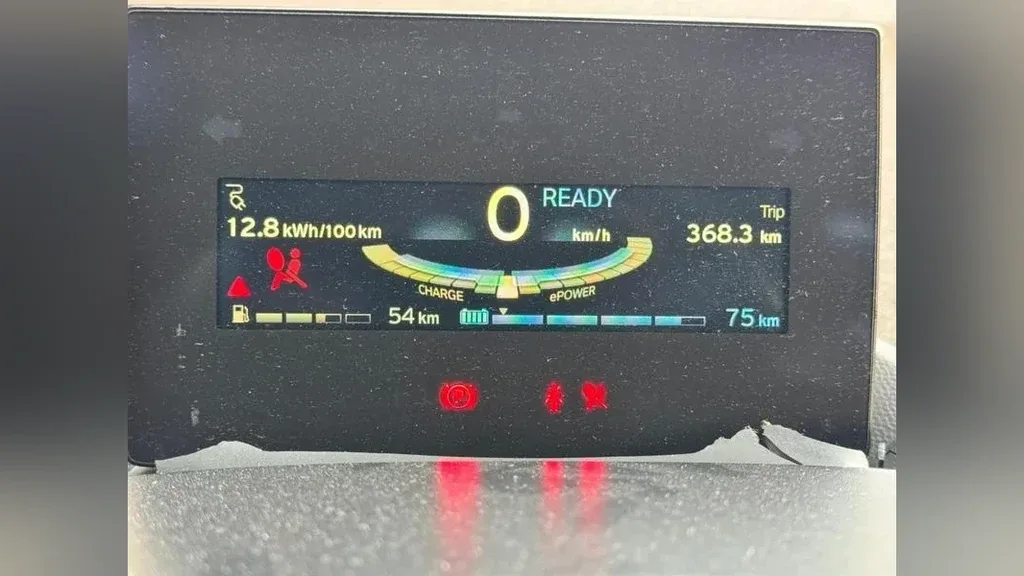 0 READY
Trip
12.8 kWh/100km
km/h
368.3 km
CHARGE
ePOWER
54 km
75 km